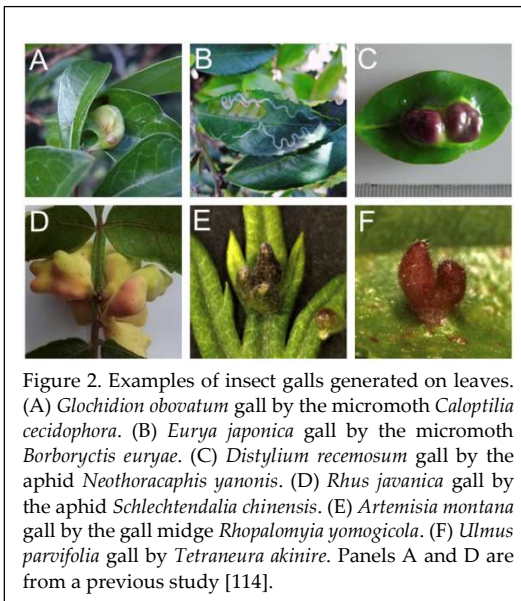 A
B
C
D
E
F
Figure 2. Examples of insect galls generated on leaves.
(A) Glochidion obovatum gall by the micromoth Caloptilia
cecidophora. (B) Eurya japonica gall by the micromoth
Borboryctis euryae. (C) Distylium recemosum gall by the
aphid Neothoracaphis yanonis. (D) Rhus javanica gall by
the aphid Schlechtendalia chinensis. (E) Artemisia montana
gall by the gall midge Rhopalomyia yomogicola. (F) Ulmus
parvifolia gall by Tetraneura akinire. Panels A and D are
from a previous study [114].